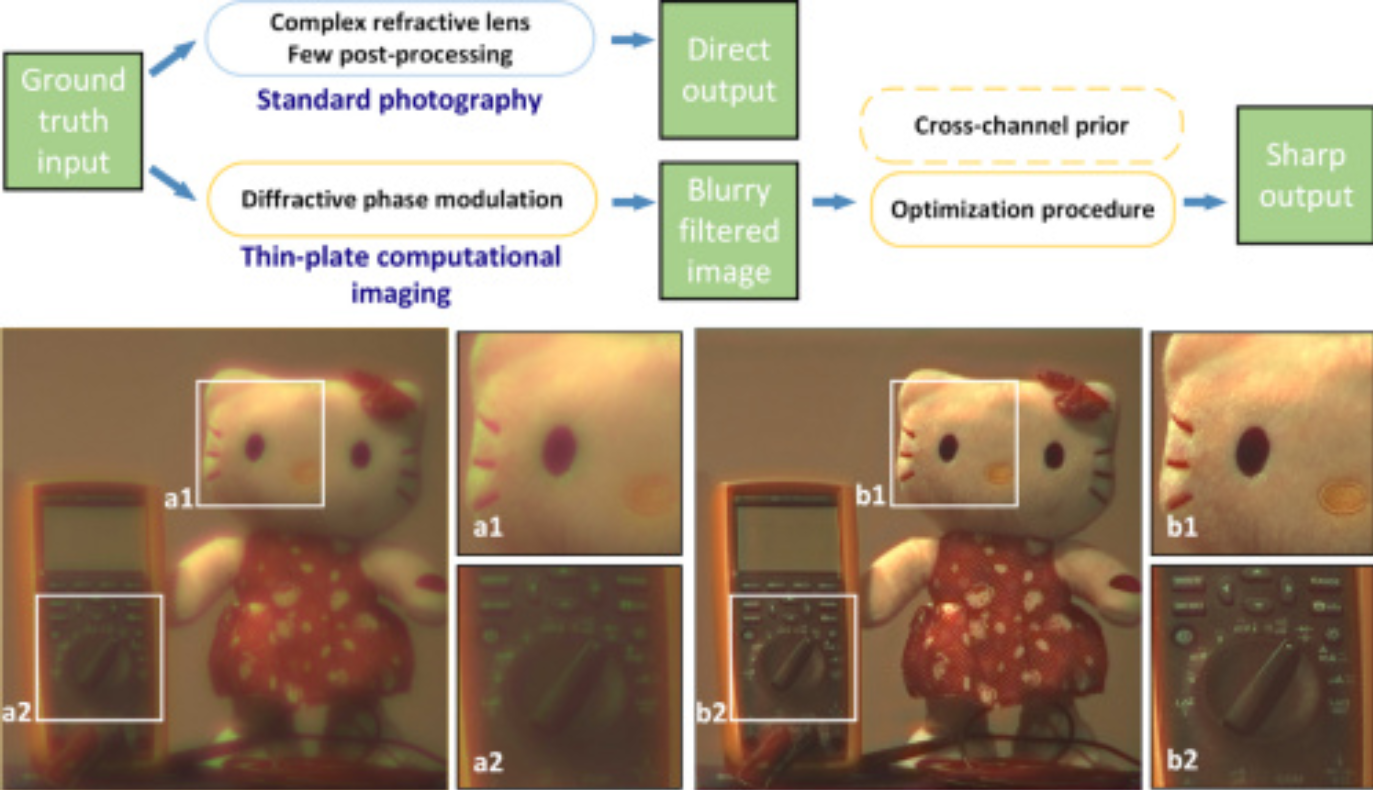 Ground
truth
input
Complex refractive lens
Few post-processing
Standard photography
Direct
output
Diffractive phase modulation
Thin-plate computational
imaging
Blurry
filtered
image
Cross-channel prior
Optimization procedure
Sharp
output
a1
a1
a2
a2
b1
b1
b2
b2